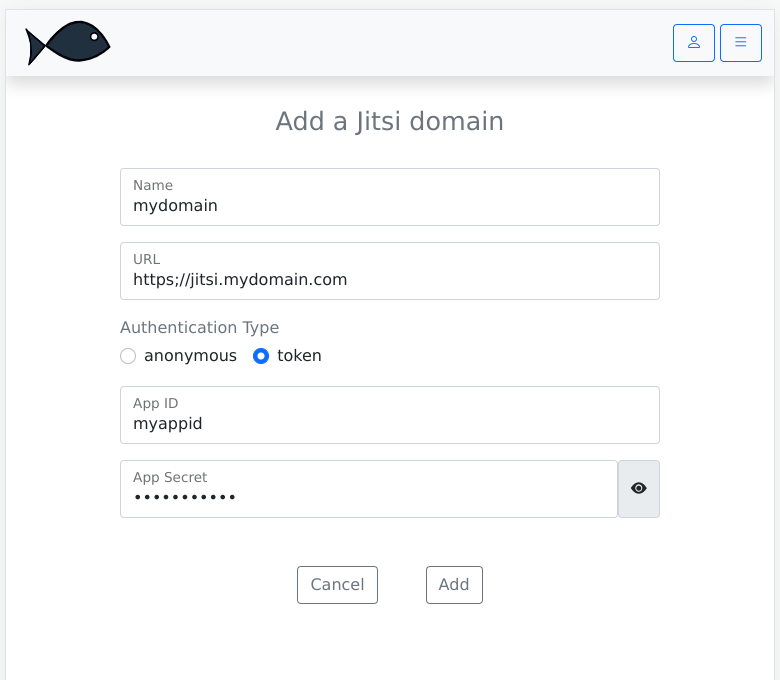 Add a Jitsi domain
Name
mydomain
URL
https;//jitsi.mydomain.com
Authentication Type
anonymous token
App ID
myappid
App Secret
•••••••••••
Cancel Add